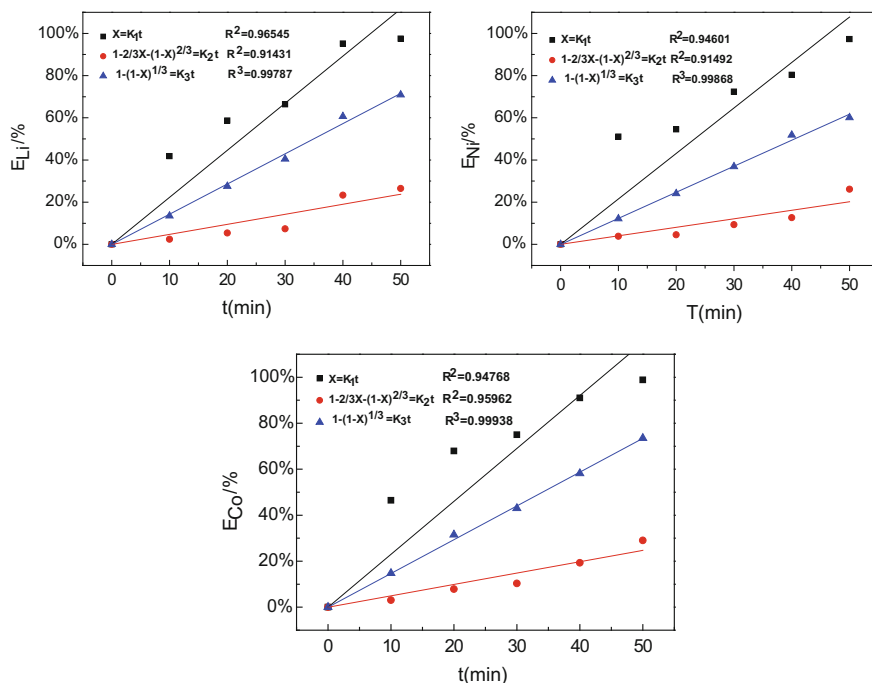 X=K₁t R²=0.96545
1-2/3X-(1-X)²/³=K₂t R²=0.91431
1-(1-X)¹/³=K₃t R³=0.99787
100%
80%
60%
40%
20%
0%
E_Li/%
0 10 20 30 40 50
t(min)
X=K₁t R²=0.94601
1-2/3X-(1-X)²/³=K₂t R²=0.91492
1-(1-X)¹/³=K₃t R³=0.99868
100%
80%
60%
40%
20%
0%
E_Ni/%
0 10 20 30 40 50
T(min)
X=K₁t R²=0.94768
1-2/3X-(1-X)²/³=K₂t R²=0.95962
1-(1-X)¹/³=K₃t R³=0.99938
100%
80%
60%
40%
20%
0%
E_Co/%
0 10 20 30 40 50
t(min)